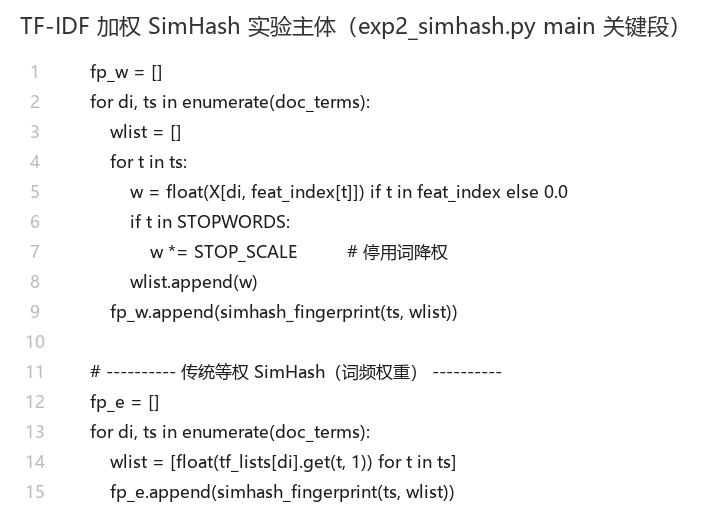 TF-IDF 加权 SimHash 实验主体（exp2_simhash.py main 关键段）
1 fp_w = []
2 for di, ts in enumerate(doc_terms):
3 wlist = []
4 for t in ts:
5 w = float(X[di, feat_index[t]]) if t in feat_index else 0.0
6 if t in STOPWORDS:
7 w *= STOP_SCALE # 停用词降权
8 wlist.append(w)
9 fp_w.append(simhash_fingerprint(ts, wlist))
10
11 # ---------- 传统等权 SimHash（词频权重） ----------
12 fp_e = []
13 for di, ts in enumerate(doc_terms):
14 wlist = [float(tf_lists[di].get(t, 1)) for t in ts]
15 fp_e.append(simhash_fingerprint(ts, wlist))